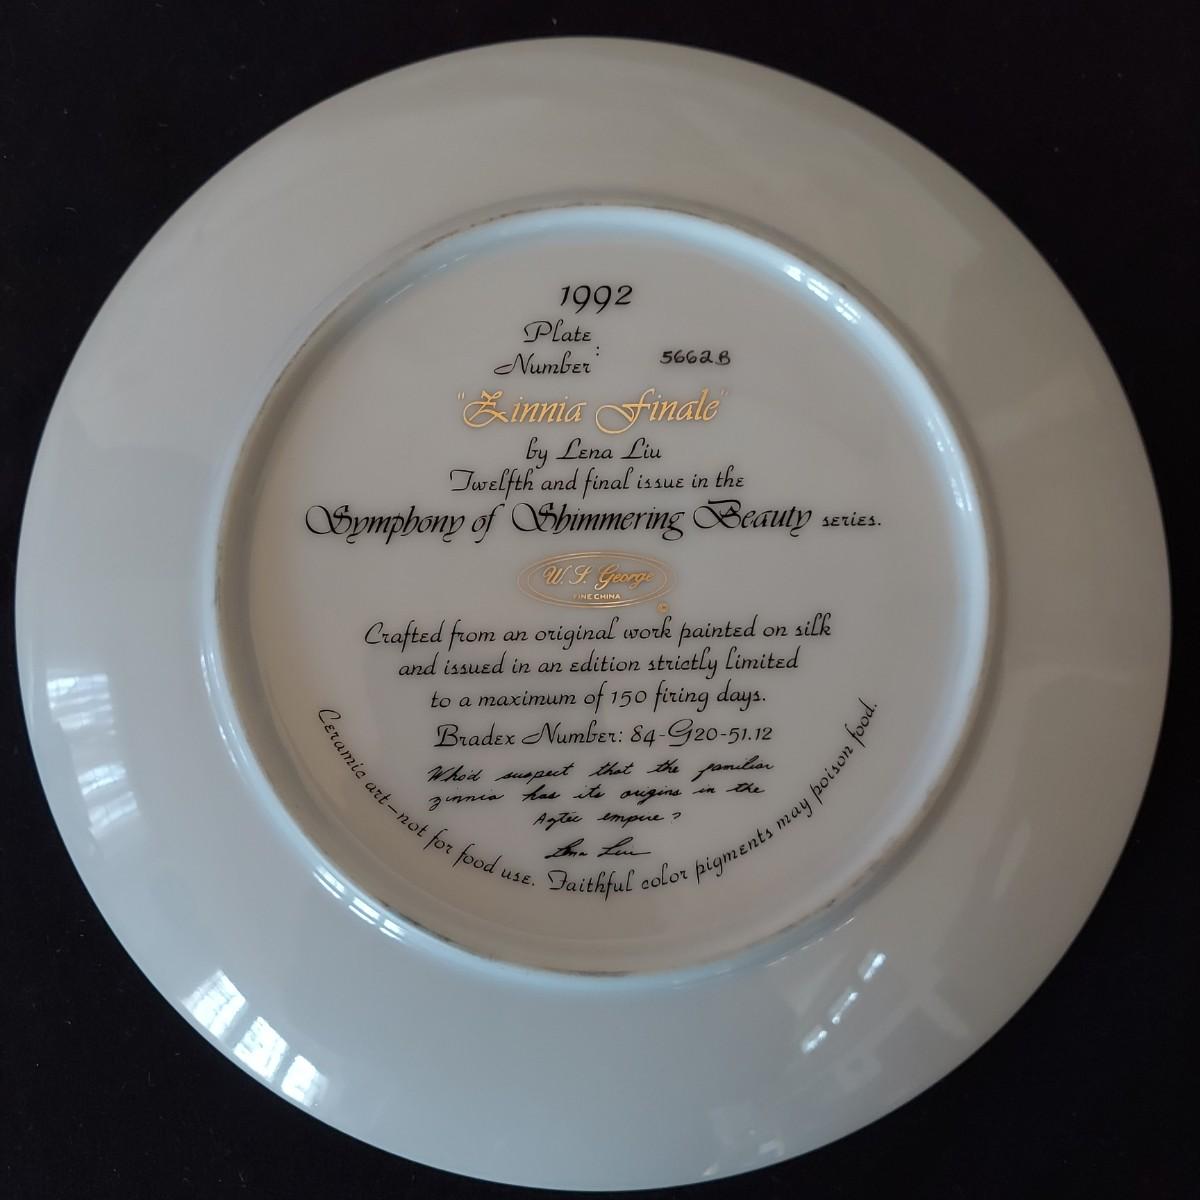 1992
Plate
Number: 5662B
"Zinnia Finale"
by Lena Liu
Twelfth and final issue in the
Symphony of Shimmering Beauty series.
W. S. George
FINE CHINA
©
Crafted from an original work painted on silk
and issued in an edition strictly limited
to a maximum of 150 firing days.
Bradex Number: 84-G20-51.12
Who'd suspect that the familiar
zinnia has its origins in the
Aztec empire?
Lena Liu
Ceramic art—not for food use. Faithful color pigments may poison food.